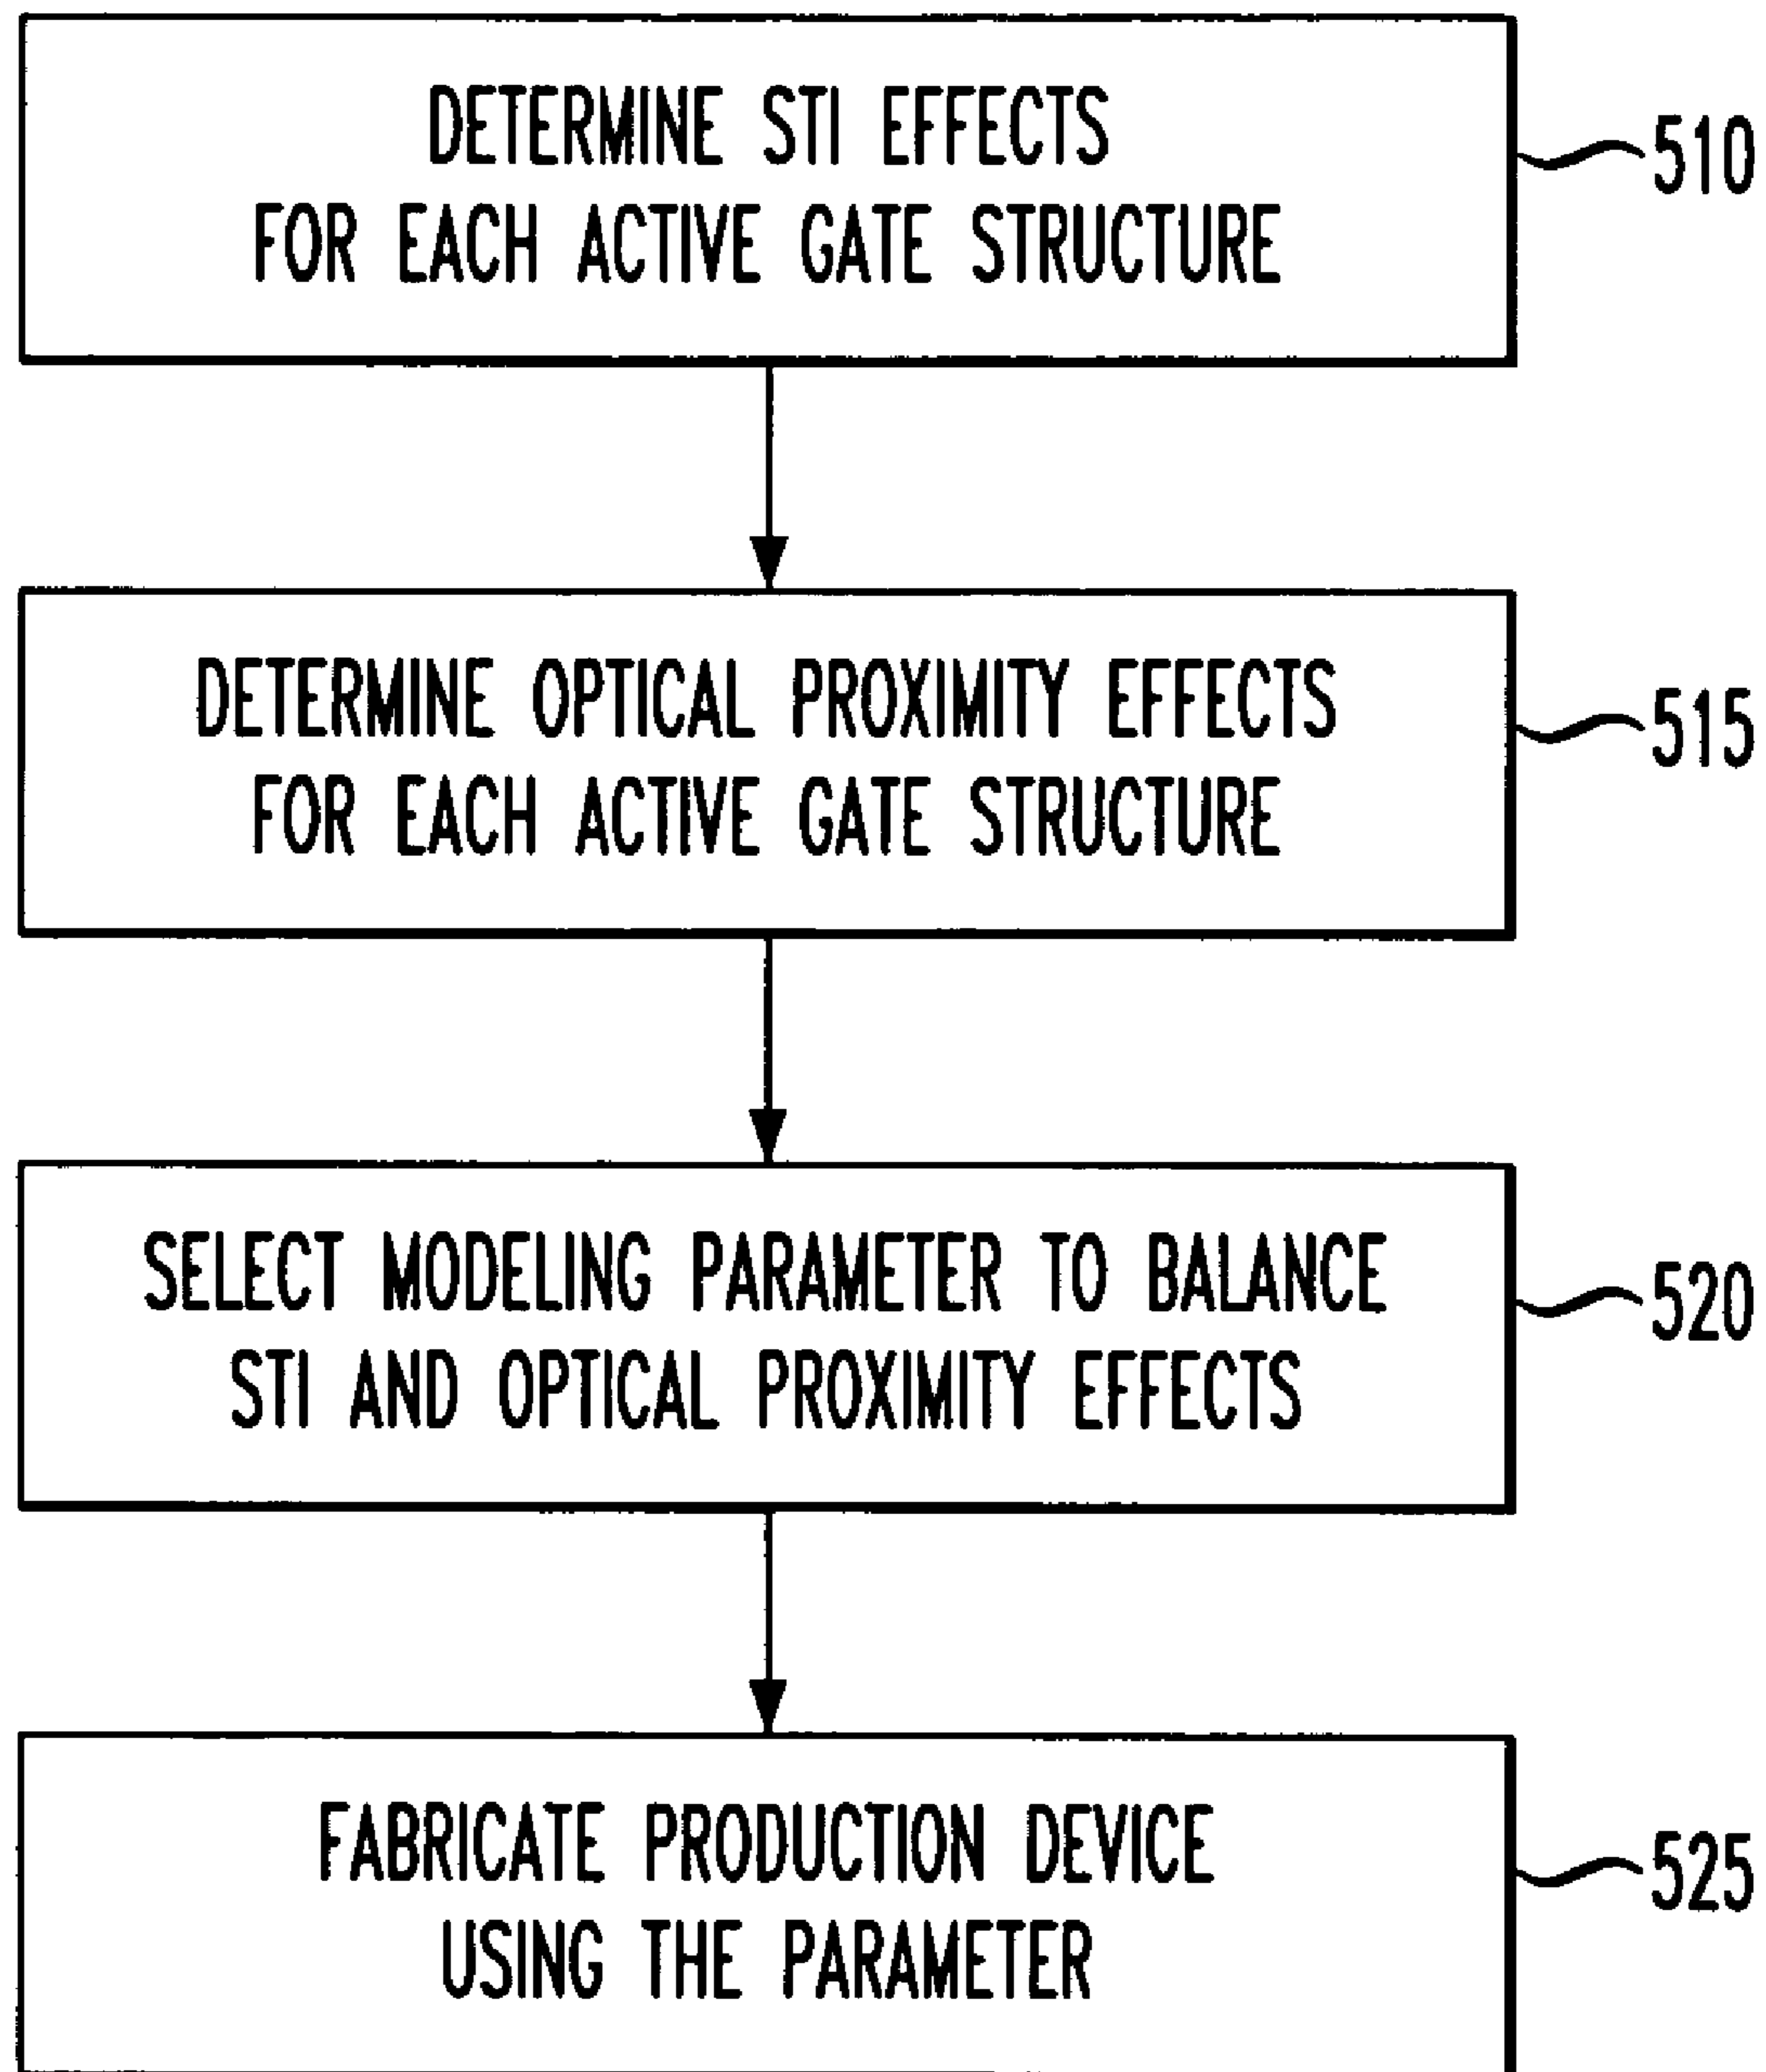 DETERMINE STI EFFECTS
FOR EACH ACTIVE GATE STRUCTURE
510
DETERMINE OPTICAL PROXIMITY EFFECTS
FOR EACH ACTIVE GATE STRUCTURE
515
SELECT MODELING PARAMETER TO BALANCE
STI AND OPTICAL PROXIMITY EFFECTS
520
FABRICATE PRODUCTION DEVICE
USING THE PARAMETER
525